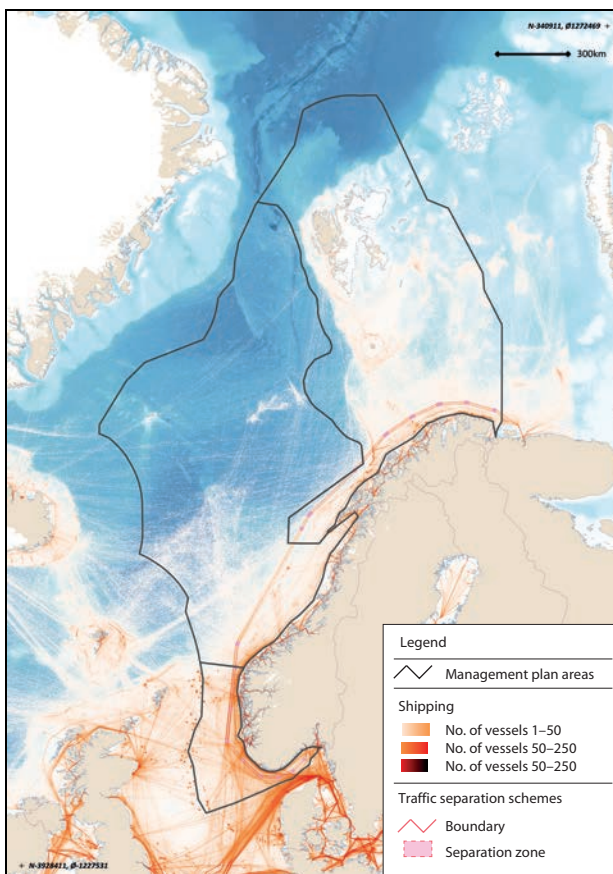 N-340911, Ø1272469 +
300km
Legend
Management plan areas
Shipping
No. of vessels 1–50
No. of vessels 50–250
No. of vessels 50–250
Traffic separation schemes
Boundary
Separation zone
+ N-3928411, Ø-1227531